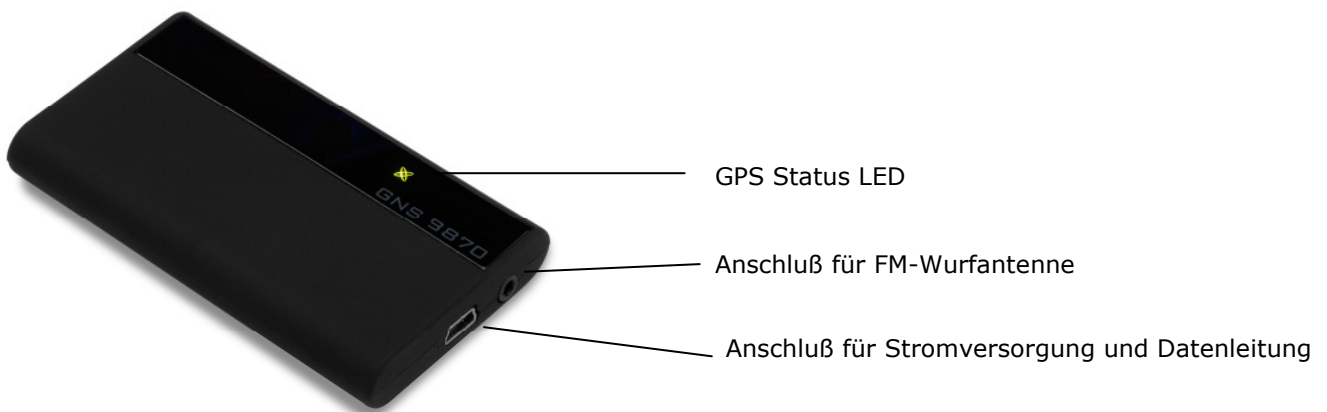 GPS Status LED
GNS 9870
Anschluß für FM-Wurfantenne
Anschluß für Stromversorgung und Datenleitung